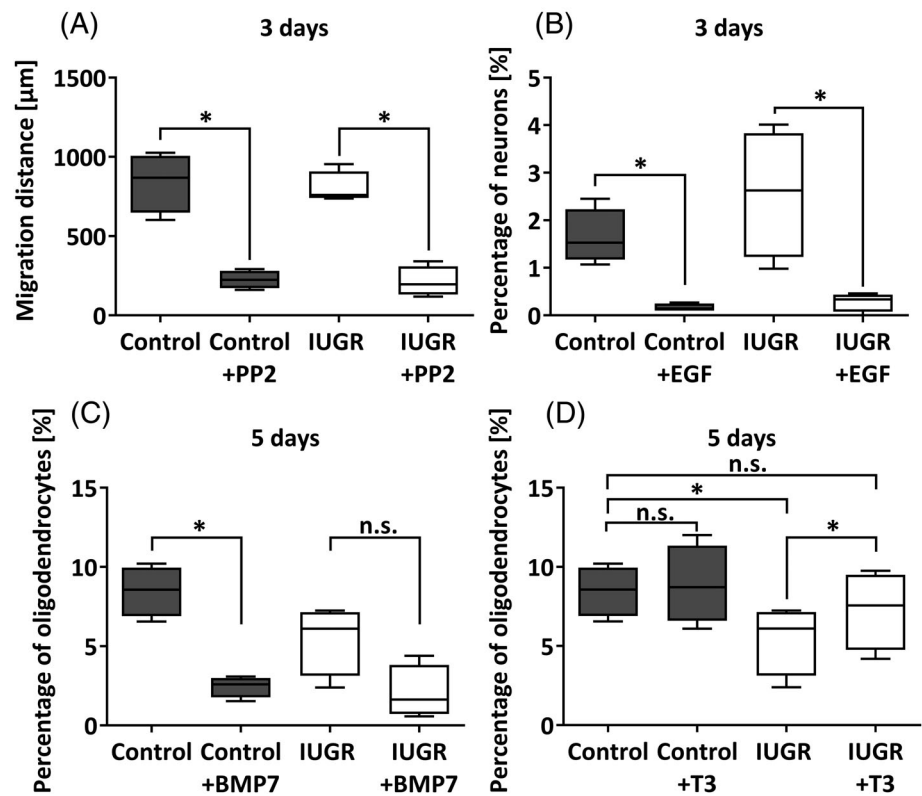 (A)
3 days
Migration distance [µm]
1500
1000
500
0
*
*
Control
Control
+PP2
IUGR
IUGR
+PP2
(B)
3 days
Percentage of neurons [%]
5
4
3
2
1
0
*
*
Control
Control
+EGF
IUGR
IUGR
+EGF
(C)
5 days
Percentage of oligodendrocytes [%]
15
10
5
0
*
n.s.
Control
Control
+BMP7
IUGR
IUGR
+BMP7
(D)
5 days
Percentage of oligodendrocytes [%]
15
10
5
0
n.s.
*
n.s.
*
Control
Control
+T3
IUGR
IUGR
+T3